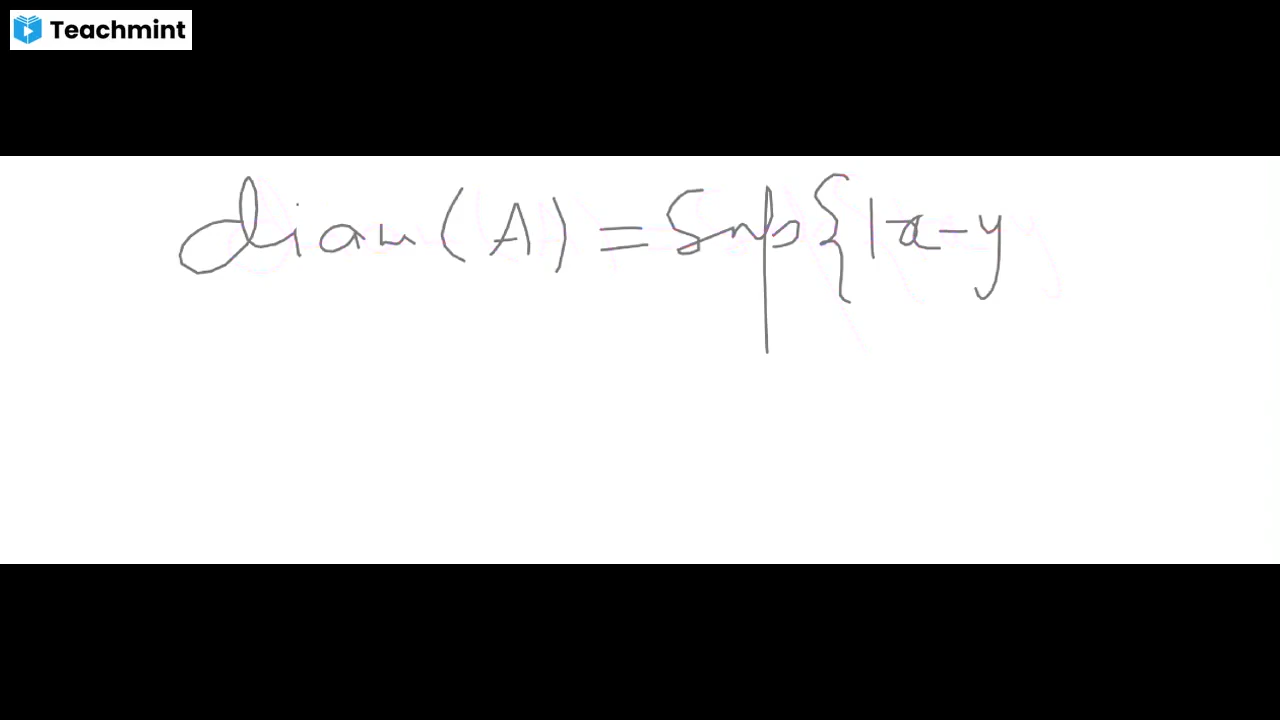 Teachmint
diam(A) = Sup{|x-y